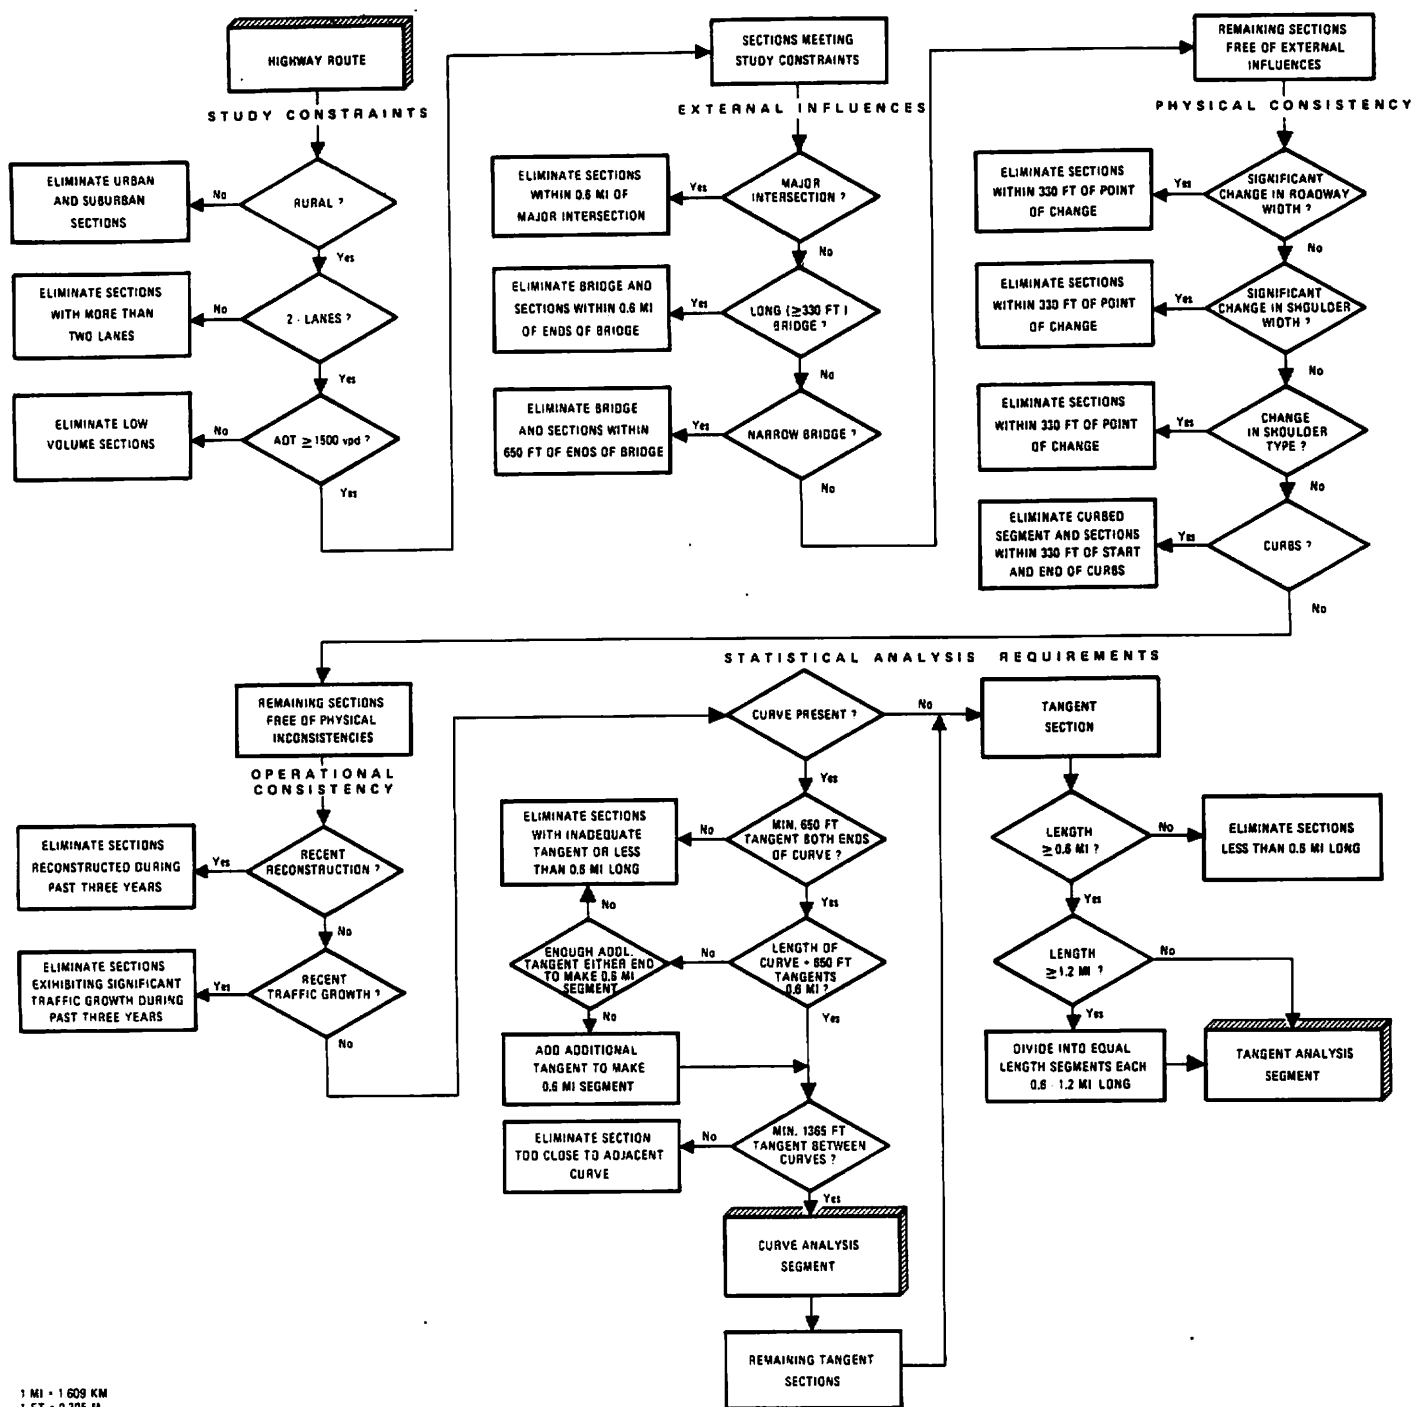 HIGHWAY ROUTE
STUDY CONSTRAINTS
RURAL ?
No
ELIMINATE URBAN
AND SUBURBAN
SECTIONS
Yes
2 - LANES ?
No
ELIMINATE SECTIONS
WITH MORE THAN
TWO LANES
Yes
ADT ≥ 1500 vpd ?
No
ELIMINATE LOW
VOLUME SECTIONS
Yes
SECTIONS MEETING
STUDY CONSTRAINTS
EXTERNAL INFLUENCES
MAJOR
INTERSECTION ?
Yes
ELIMINATE SECTIONS
WITHIN 0.6 MI OF
MAJOR INTERSECTION
No
LONG (≥330 FT)
BRIDGE ?
Yes
ELIMINATE BRIDGE AND
SECTIONS WITHIN 0.6 MI
OF ENDS OF BRIDGE
No
NARROW BRIDGE ?
Yes
ELIMINATE BRIDGE
AND SECTIONS WITHIN
650 FT OF ENDS OF BRIDGE
No
REMAINING SECTIONS
FREE OF EXTERNAL
INFLUENCES
PHYSICAL CONSISTENCY
SIGNIFICANT
CHANGE IN ROADWAY
WIDTH ?
Yes
ELIMINATE SECTIONS
WITHIN 330 FT OF POINT
OF CHANGE
No
SIGNIFICANT
CHANGE IN SHOULDER
WIDTH ?
Yes
ELIMINATE SECTIONS
WITHIN 330 FT OF POINT
OF CHANGE
No
CHANGE
IN SHOULDER
TYPE ?
Yes
ELIMINATE SECTIONS
WITHIN 330 FT OF POINT
OF CHANGE
No
CURBS ?
Yes
ELIMINATE CURBED
SEGMENT AND SECTIONS
WITHIN 330 FT OF START
AND END OF CURBS
No
REMAINING SECTIONS
FREE OF PHYSICAL
INCONSISTENCIES
OPERATIONAL
CONSISTENCY
RECENT
RECONSTRUCTION ?
Yes
ELIMINATE SECTIONS
RECONSTRUCTED DURING
PAST THREE YEARS
No
RECENT
TRAFFIC GROWTH ?
Yes
ELIMINATE SECTIONS
EXHIBITING SIGNIFICANT
TRAFFIC GROWTH DURING
PAST THREE YEARS
No
STATISTICAL ANALYSIS REQUIREMENTS
CURVE PRESENT ?
No
Yes
MIN. 650 FT
TANGENT BOTH ENDS
OF CURVE ?
No
ELIMINATE SECTIONS
WITH INADEQUATE
TANGENT OR LESS
THAN 0.6 MI LONG
Yes
LENGTH OF
CURVE + 650 FT
TANGENTS
0.6 MI ?
No
ENOUGH ADDL.
TANGENT EITHER END
TO MAKE 0.6 MI
SEGMENT
No
No
Yes
ADD ADDITIONAL
TANGENT TO MAKE
0.6 MI SEGMENT
MIN. 1365 FT
TANGENT BETWEEN
CURVES ?
No
ELIMINATE SECTION
TOO CLOSE TO ADJACENT
CURVE
Yes
CURVE ANALYSIS
SEGMENT
REMAINING TANGENT
SECTIONS
TANGENT
SECTION
LENGTH
≥ 0.6 MI ?
No
ELIMINATE SECTIONS
LESS THAN 0.6 MI LONG
Yes
LENGTH
≥ 1.2 MI ?
No
Yes
DIVIDE INTO EQUAL
LENGTH SEGMENTS EACH
0.6 - 1.2 MI LONG
TANGENT ANALYSIS
SEGMENT
1 MI = 1 609 KM